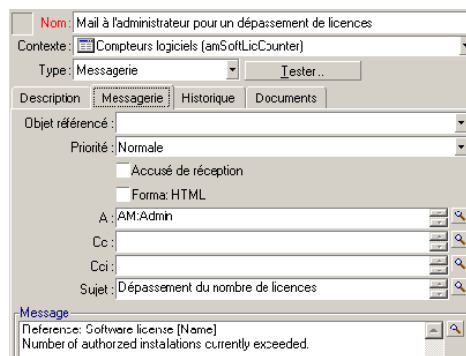 Nom: Mail à l'administrateur pour un dépassement de licences
Contexte: Compteurs logiciels (amSoftLicCounter)
Type: Messagerie Tester..
Description Messagerie Historique Documents
Objet référencé:
Priorité: Normale
Accusé de réception
Forma: HTML
A: AM:Admin
Cc:
Cci:
Sujet: Dépassement du nombre de licences
Message
Reference: Software license [Name]
Number of authorzed instalations currently exceeded.